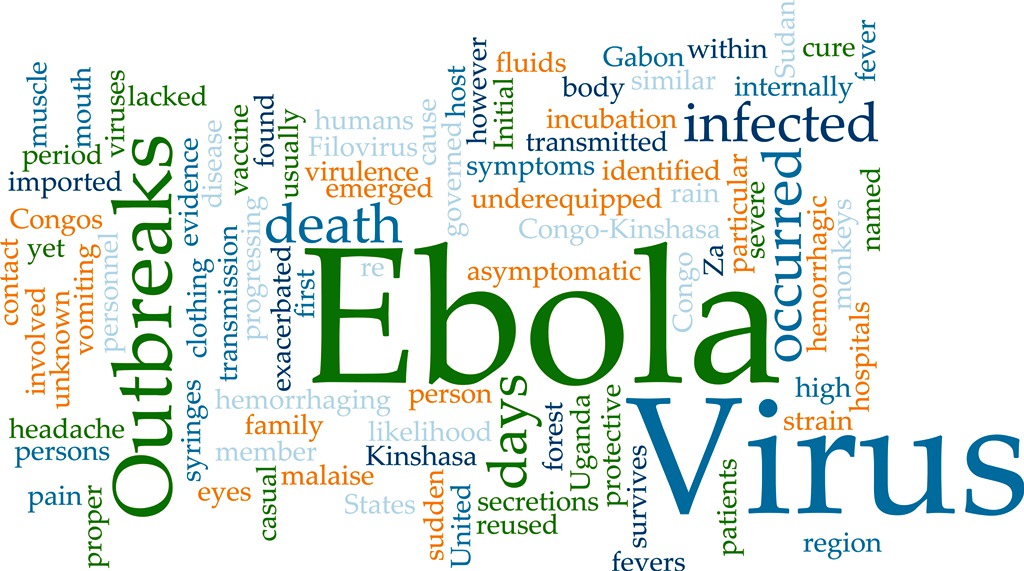 muscle
mouth
viruses
lacked
period
imported
Congos
yet
contact
involved
unknown
vomiting
personnel
Outbreaks
evidence
disease
vaccine
found
usually
humans
Filovirus
cause
virulence
emerged
death
clothing
transmission
progressing
exacerbated
first
re
governed
host
however
Initial
fluids
body
Gabon
within
similar
Sudan
cure
fever
internally
incubation
transmitted
infected
symptoms
identified
underequipped
rain
Congo-Kinshasa
asymptomatic
Congo
Za
particular
severe
occurred
hemorrhagic
monkeys
named
hospitals
Ebola
Virus
high
strain
headache
persons
pain
proper
syringes
hemorrhaging
family
member
eyes
casual
malaise
person
likelihood
Kinshasa
States
sudden
United
days
secretions
reused
forest
Uganda
protective
survives
fevers
patients
region